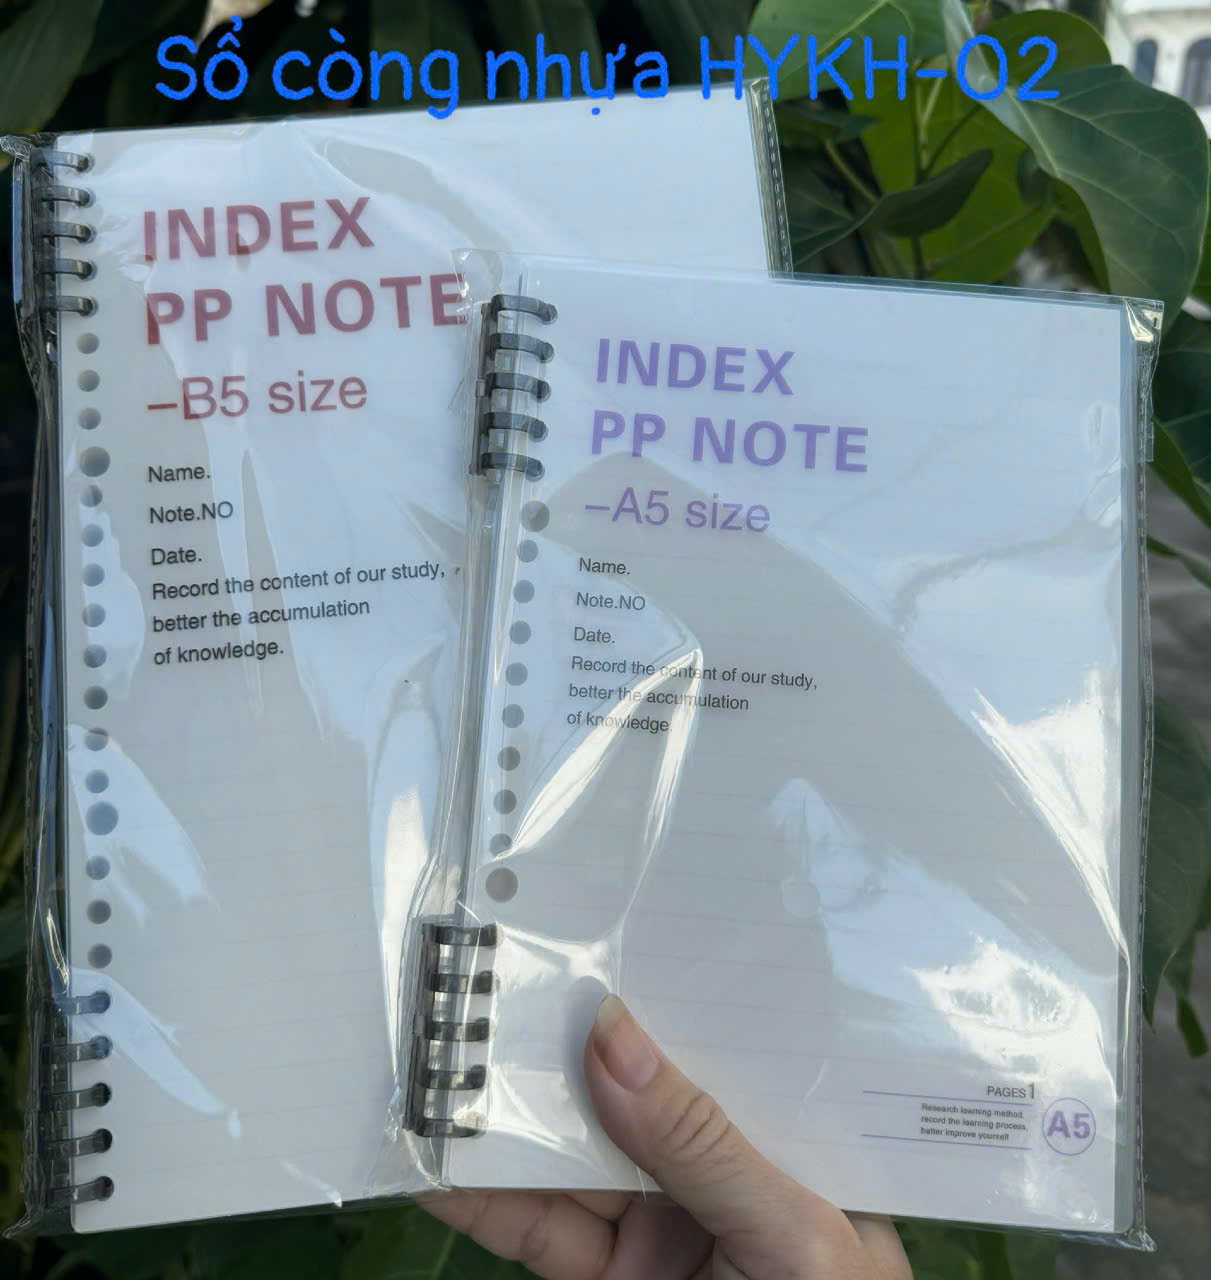 Sổ còng nhựa HYKH-02
INDEX
PP NOTE
–B5 size
Name.
Note.NO
Date.
Record the content of our study,
better the accumulation
of knowledge.
INDEX
PP NOTE
–A5 size
Name.
Note.NO
Date.
Record the content of our study,
better the accumulation
of knowledge.
PAGES1
Research learning method,
record the learning process,
better improve yourself
A5